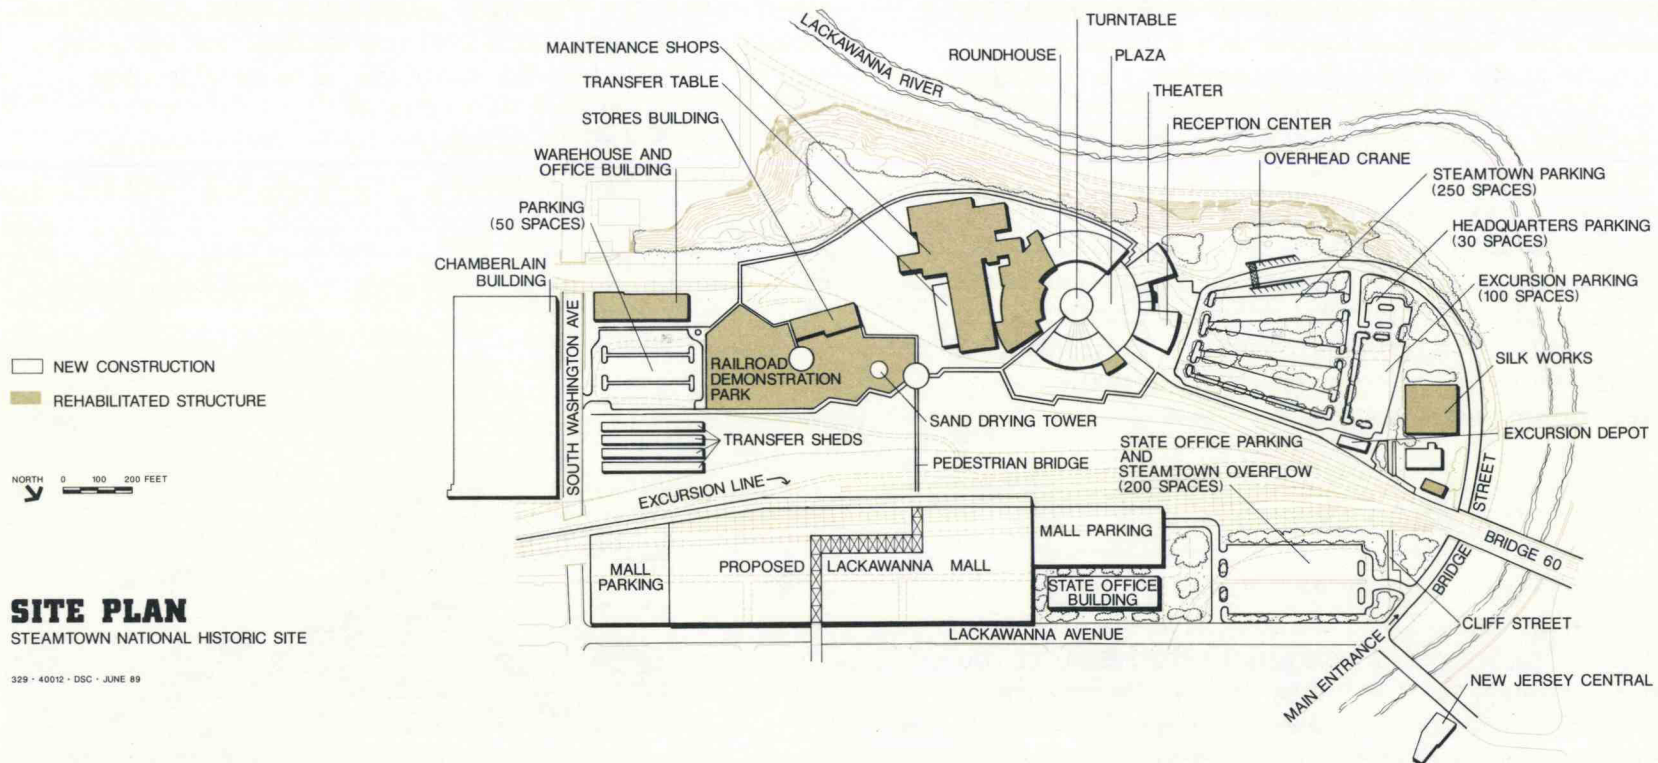 TURNTABLE
LACKAWANNA RIVER
MAINTENANCE SHOPS
ROUNDHOUSE
PLAZA
TRANSFER TABLE
THEATER
STORES BUILDING
RECEPTION CENTER
WAREHOUSE AND
OFFICE BUILDING
OVERHEAD CRANE
STEAMTOWN PARKING
(250 SPACES)
PARKING
(50 SPACES)
HEADQUARTERS PARKING
(30 SPACES)
CHAMBERLAIN
BUILDING
EXCURSION PARKING
(100 SPACES)
SOUTH WASHINGTON AVE
NEW CONSTRUCTION
REHABILITATED STRUCTURE
RAILROAD
DEMONSTRATION
PARK
SILK WORKS
SAND DRYING TOWER
TRANSFER SHEDS
EXCURSION DEPOT
STATE OFFICE PARKING
AND
STEAMTOWN OVERFLOW
(200 SPACES)
PEDESTRIAN BRIDGE
NORTH
0 100 200 FEET
EXCURSION LINE
STREET
MALL PARKING
BRIDGE 60
MALL
PARKING
PROPOSED LACKAWANNA MALL
BRIDGE
STATE OFFICE
BUILDING
SITE PLAN
STEAMTOWN NATIONAL HISTORIC SITE
LACKAWANNA AVENUE
CLIFF STREET
MAIN ENTRANCE
NEW JERSEY CENTRAL
329 · 40012 · DSC · JUNE 89